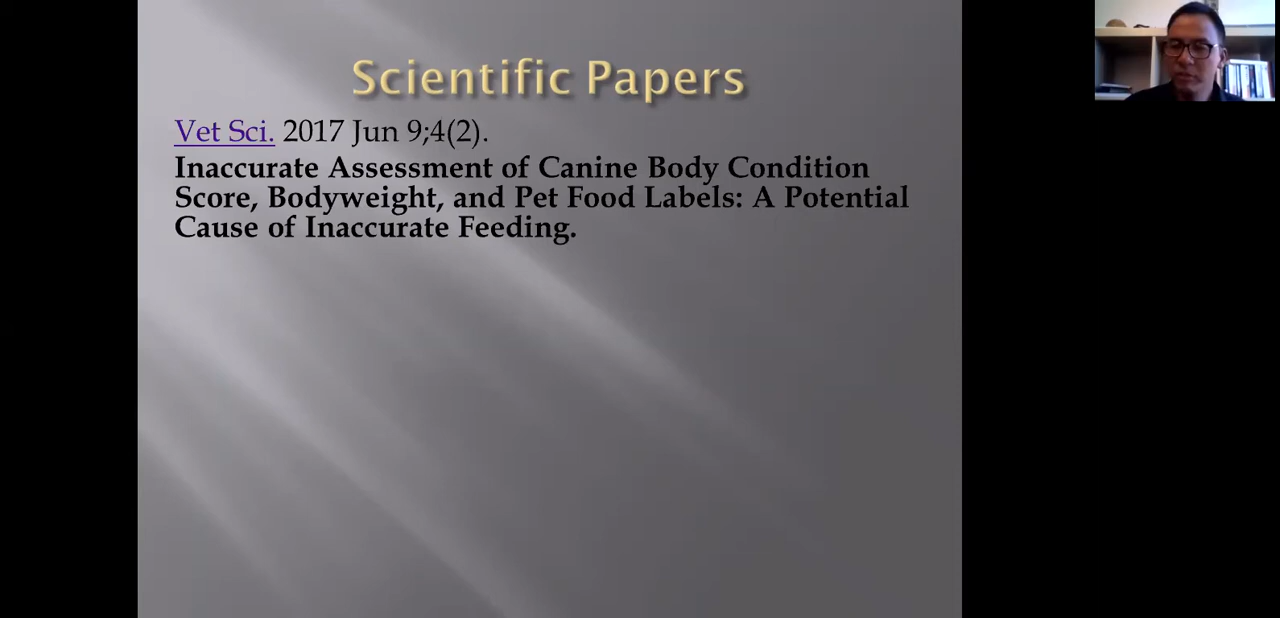 Scientific Papers
Vet Sci. 2017 Jun 9;4(2).
Inaccurate Assessment of Canine Body Condition
Score, Bodyweight, and Pet Food Labels: A Potential
Cause of Inaccurate Feeding.